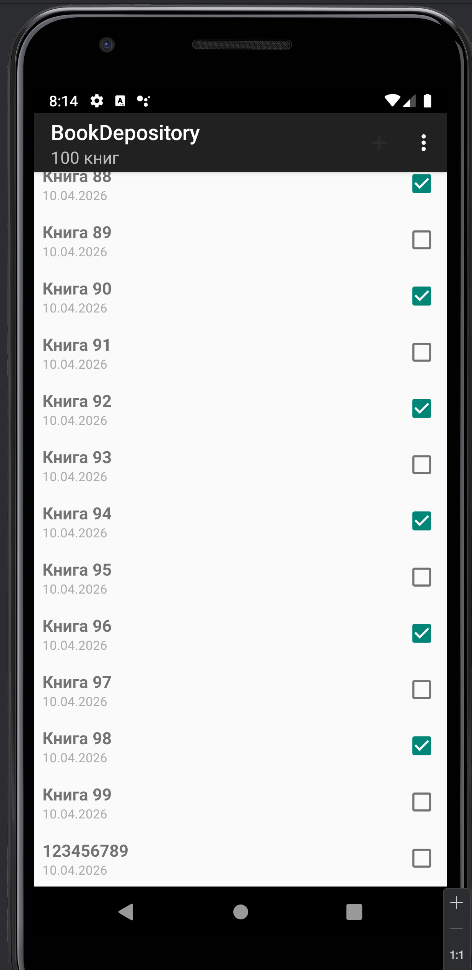 8:14
BookDepository
100 книг
Книга 88
10.04.2026
Книга 89
10.04.2026
Книга 90
10.04.2026
Книга 91
10.04.2026
Книга 92
10.04.2026
Книга 93
10.04.2026
Книга 94
10.04.2026
Книга 95
10.04.2026
Книга 96
10.04.2026
Книга 97
10.04.2026
Книга 98
10.04.2026
Книга 99
10.04.2026
123456789
10.04.2026
1:1